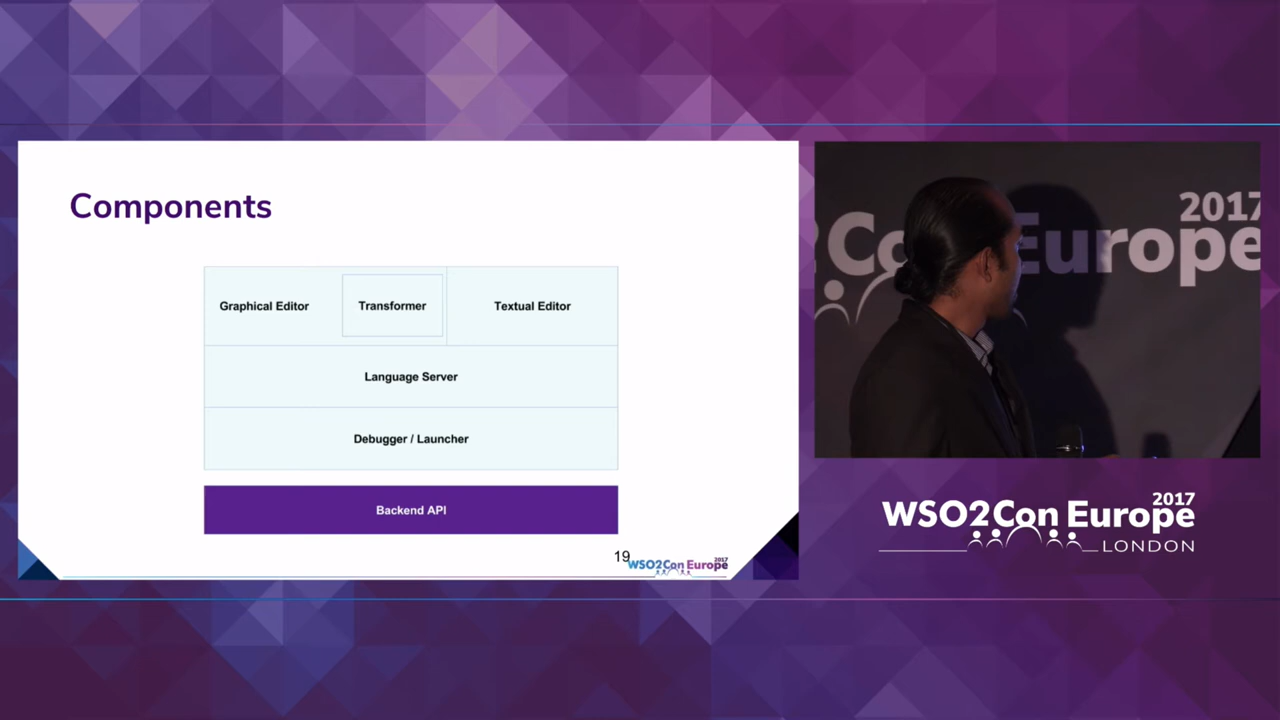 Components
Graphical Editor
Transformer
Textual Editor
Language Server
Debugger / Launcher
Backend API
19
WSO2Con Europe
2017
2017
Con Europe
2017
WSO2Con Europe
LONDON